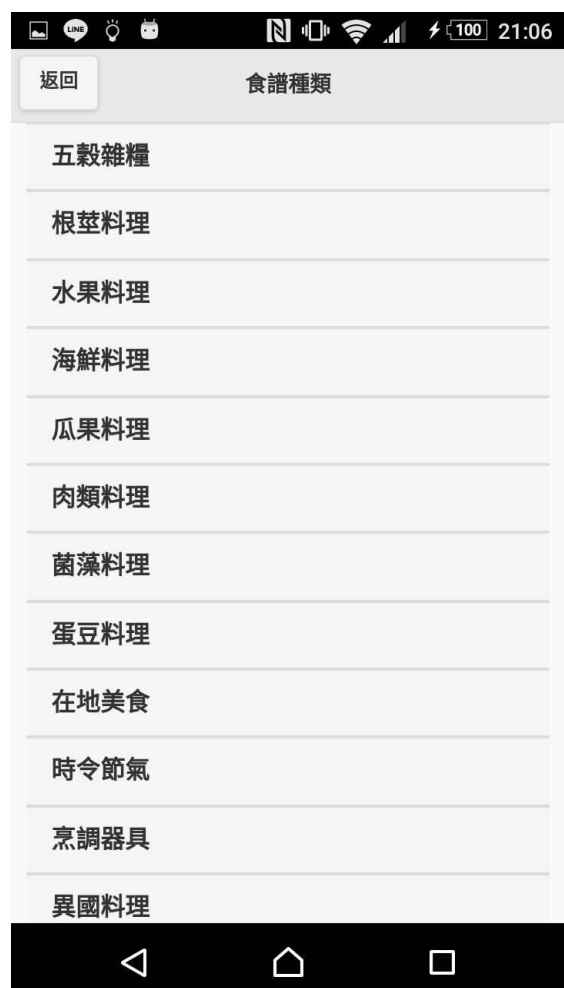 LINE 100 21:06
返回 食譜種類
五穀雜糧
根莖料理
水果料理
海鮮料理
瓜果料理
肉類料理
菌藻料理
蛋豆料理
在地美食
時令節氣
烹調器具
異國料理